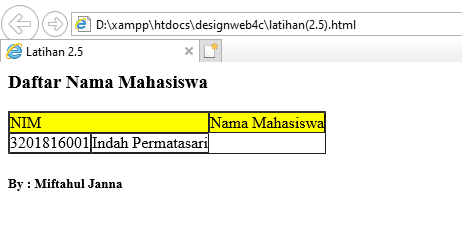 D:\xampp\htdocs\designweb4c\latihan(2.5).html
Latihan 2.5
Daftar Nama Mahasiswa
NIM Nama Mahasiswa
3201816001 Indah Permatasari
By : Miftahul Janna